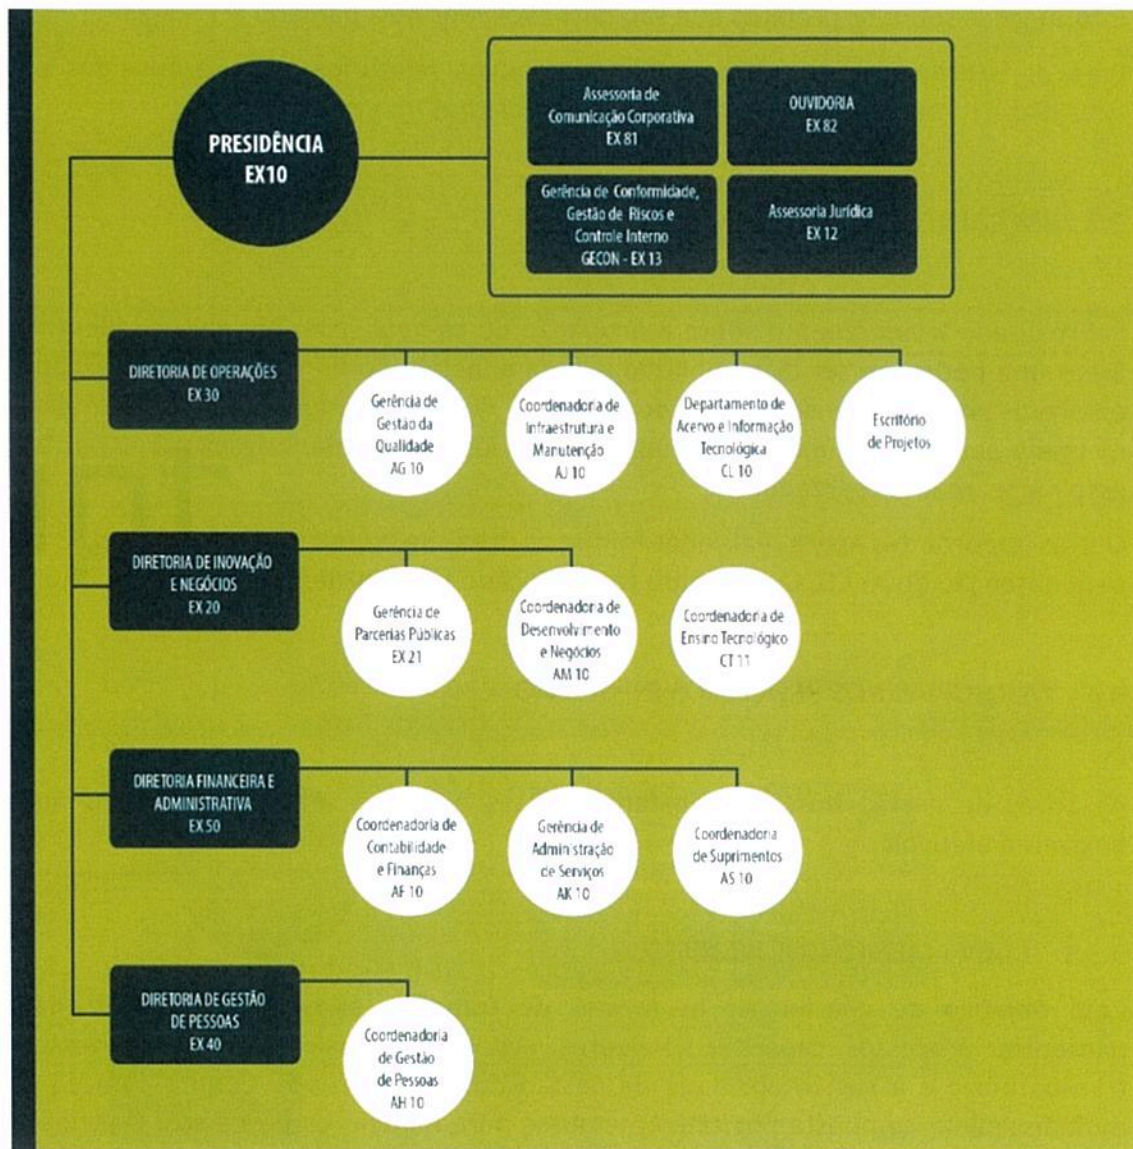 PRESIDÊNCIA
EX10
Assessoria de
Comunicação Corporativa
EX 81
OUVIDORIA
EX 82
Gerência de Conformidade,
Gestão de Riscos e
Controle Interno
GECON - EX 13
Assessoria Jurídica
EX 12
DIRETORIA DE OPERAÇÕES
EX 30
Gerência de
Gestão da
Qualidade
AG 10
Coordenadoria de
Infraestrutura e
Manutenção
AJ 10
Departamento de
Acervo e Informação
Tecnológica
CL 10
Escritório
de Projetos
DIRETORIA DE INOVAÇÃO
E NEGÓCIOS
EX 20
Gerência de
Parcerias Públicas
EX 21
Coordenadoria de
Desenvolvimento
e Negócios
AM 10
Coordenadoria de
Ensino Tecnológico
CT 11
DIRETORIA FINANCEIRA E
ADMINISTRATIVA
EX 50
Coordenadoria de
Contabilidade
e Finanças
AF 10
Gerência de
Administração
de Serviços
AK 10
Coordenadoria
de Suprimentos
AS 10
DIRETORIA DE GESTÃO
DE PESSOAS
EX 40
Coordenadoria
de Gestão
de Pessoas
AH 10